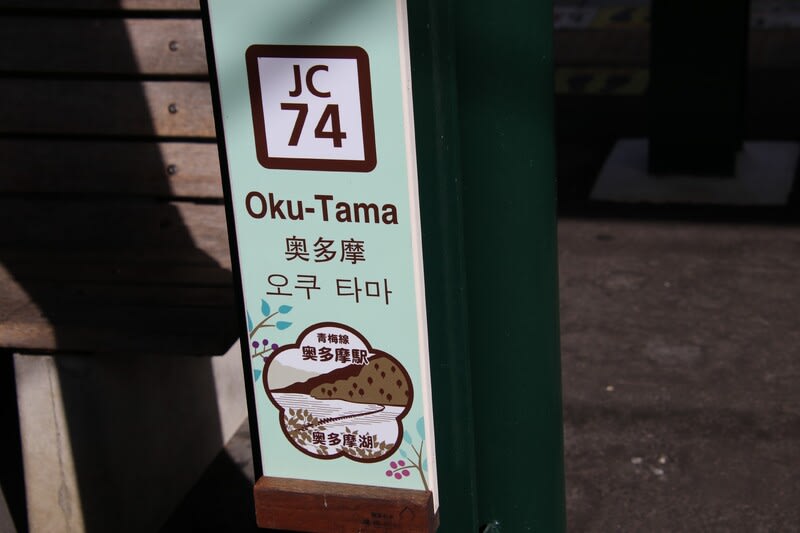 JC
74
Oku-Tama
奥多摩
오쿠 타마
青梅線
奥多摩駅
奥多摩湖